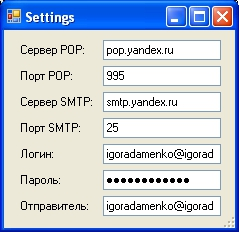 Settings
Сервер POP: pop.yandex.ru
Порт POP: 995
Сервер SMTP: smtp.yandex.ru
Порт SMTP: 25
Логин: igoradamenko@igorad
Пароль: ●●●●●●●●●●●●
Отправитель: igoradamenko@igorad